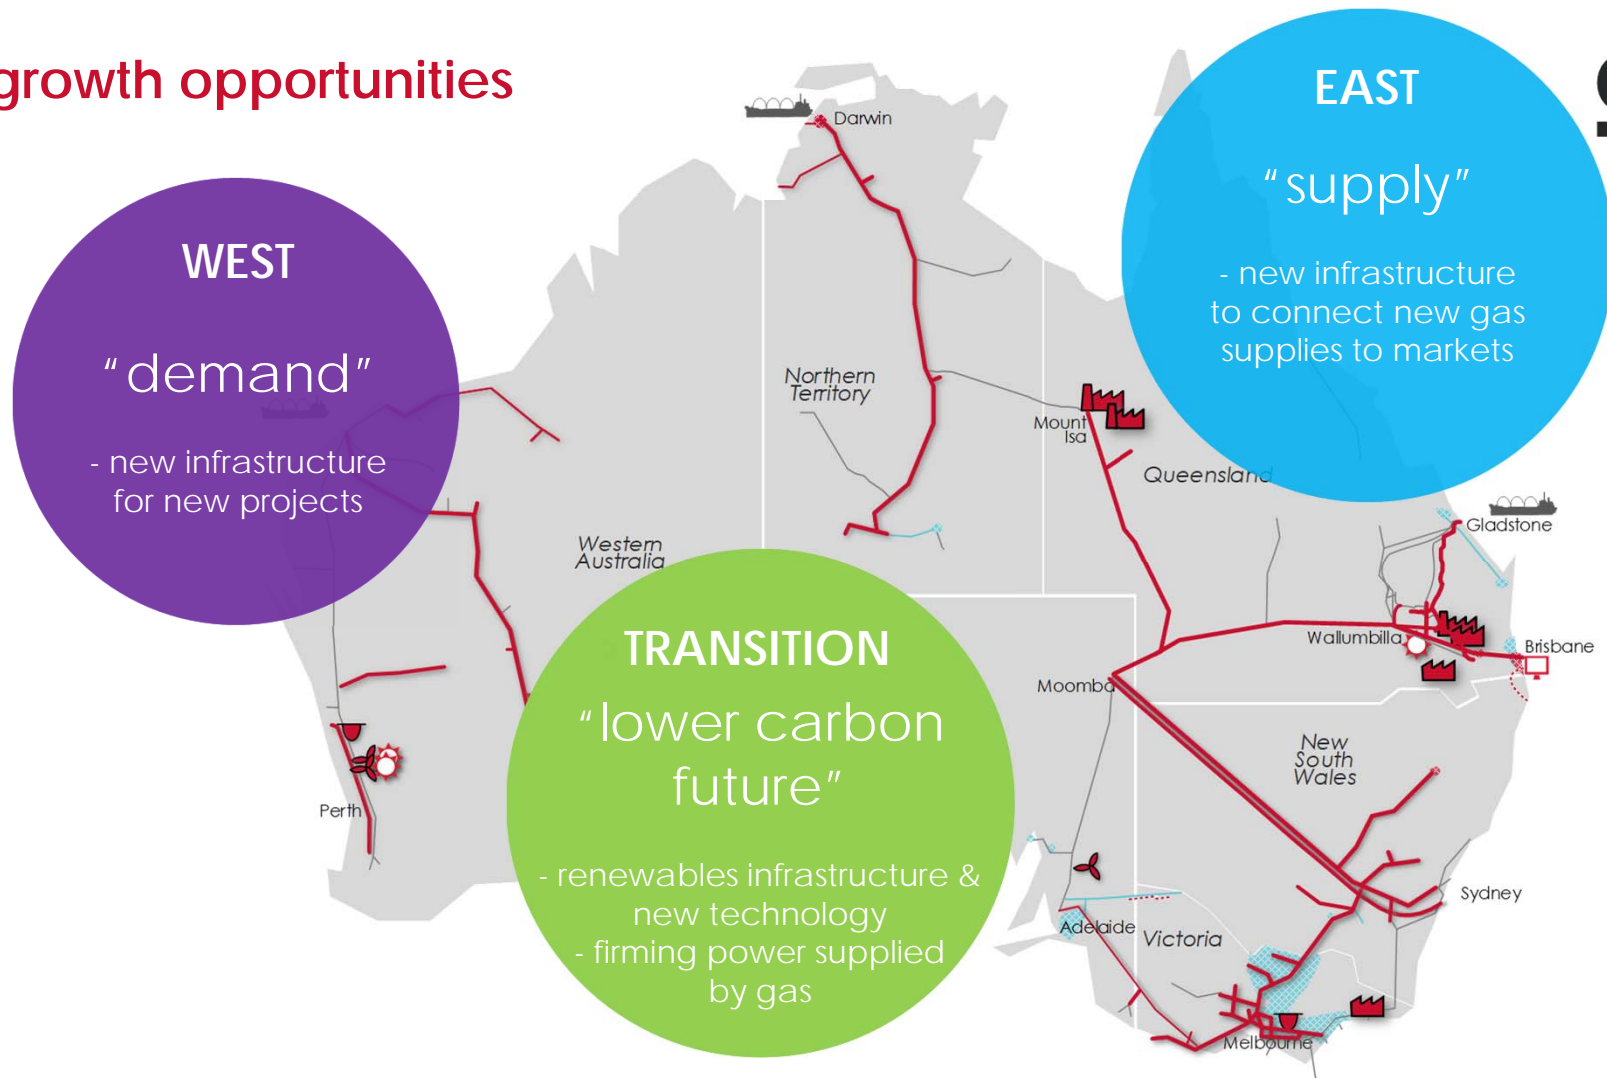 growth opportunities
EAST
“supply”
- new infrastructure
to connect new gas
supplies to markets
WEST
“demand”
- new infrastructure
for new projects
TRANSITION
“lower carbon
future”
- renewables infrastructure &
new technology
- firming power supplied
by gas
Darwin
Northern
Territory
Mount
Isa
Queensland
Gladstone
Western
Australia
Wallumbilla
Brisbane
Moomba
New
South
Wales
Perth
Sydney
Adelaide
Victoria
Melbourne